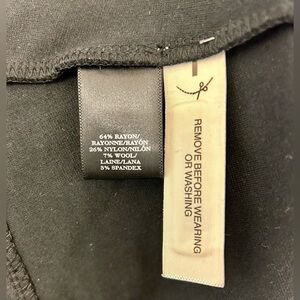 64% RAYON/
RAYONNE/RAYÓN
26% NYLON/NILÓN
7% WOOL/
LAINE/LANA
3% SPANDEX
REMOVE BEFORE WEARING
OR WASHING